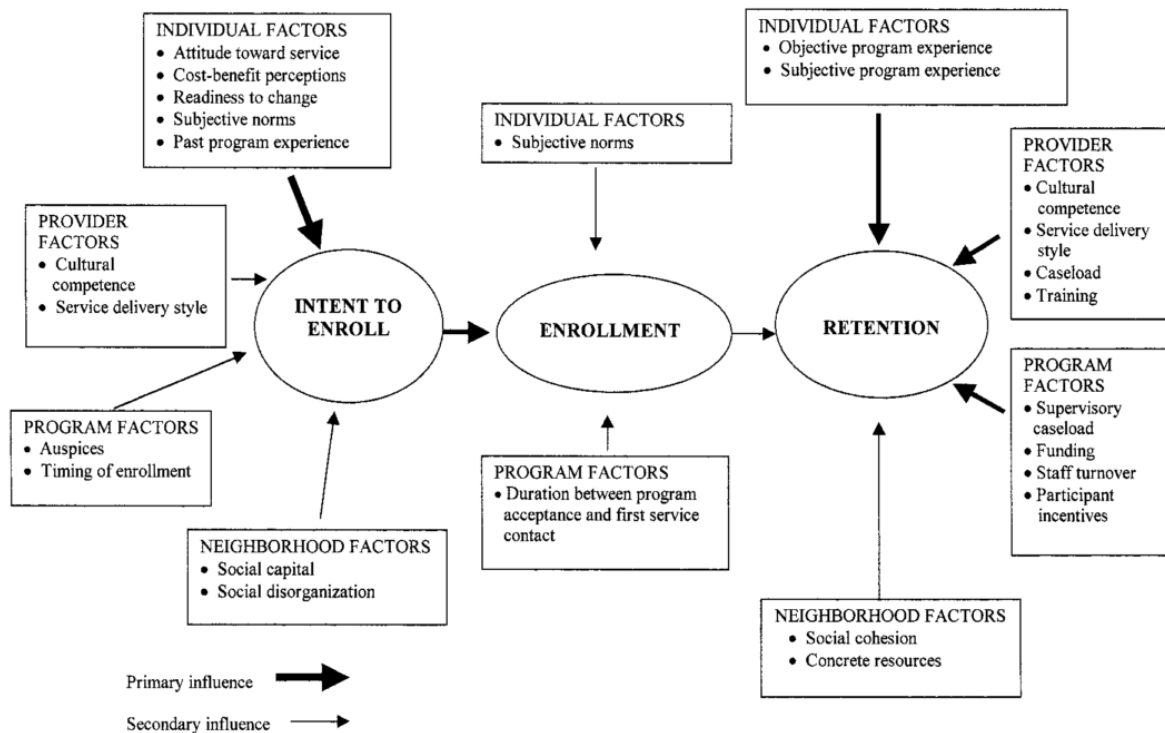 INDIVIDUAL FACTORS
• Attitude toward service
• Cost-benefit perceptions
• Readiness to change
• Subjective norms
• Past program experience
INDIVIDUAL FACTORS
• Subjective norms
INDIVIDUAL FACTORS
• Objective program experience
• Subjective program experience
PROVIDER
FACTORS
• Cultural
competence
• Service delivery style
PROVIDER
FACTORS
• Cultural
competence
• Service delivery
style
• Caseload
• Training
INTENT TO
ENROLL
ENROLLMENT
RETENTION
PROGRAM FACTORS
• Auspices
• Timing of enrollment
PROGRAM FACTORS
• Duration between program
acceptance and first service
contact
PROGRAM
FACTORS
• Supervisory
caseload
• Funding
• Staff turnover
• Participant
incentives
NEIGHBORHOOD FACTORS
• Social capital
• Social disorganization
NEIGHBORHOOD FACTORS
• Social cohesion
• Concrete resources
Primary influence
Secondary influence